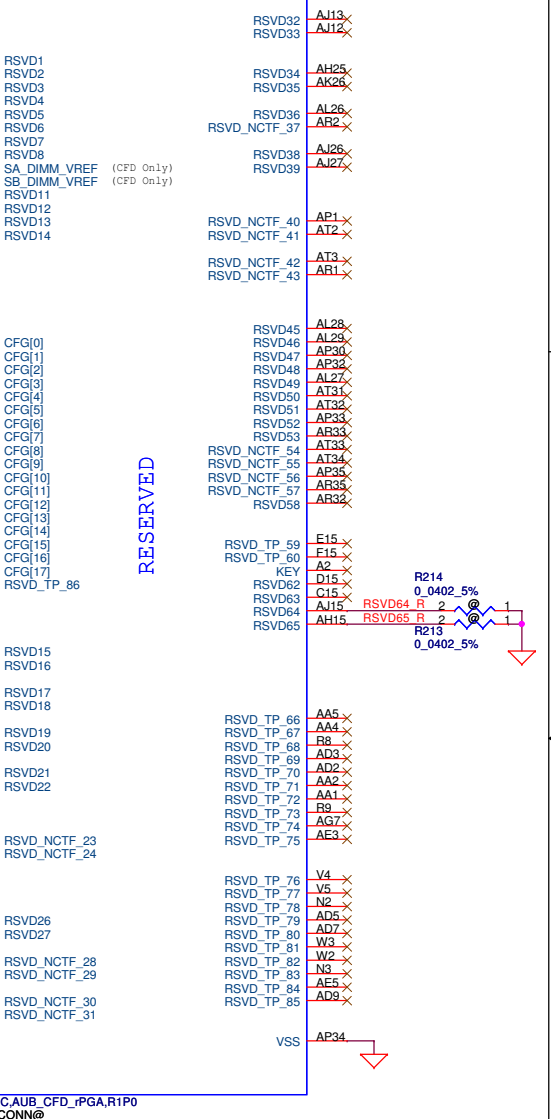 RSVD32 AJ13
RSVD33 AJ12
RSVD1
RSVD2 RSVD34 AH25
RSVD3 RSVD35 AK26
RSVD4
RSVD5 RSVD36 AL26
RSVD6 RSVD_NCTF_37 AR2
RSVD7
RSVD8 RSVD38 AJ26
SA_DIMM_VREF (CFD Only) RSVD39 AJ27
SB_DIMM_VREF (CFD Only)
RSVD11
RSVD12
RSVD13 RSVD_NCTF_40 AP1
RSVD14 RSVD_NCTF_41 AT2
RSVD_NCTF_42 AT3
RSVD_NCTF_43 AR1
RSVD45 AL28
CFG[0] RSVD46 AL29
CFG[1] RSVD47 AP30
CFG[2] RSVD48 AP32
CFG[3] RSVD49 AL27
CFG[4] RSVD50 AT31
CFG[5] RSVD51 AT32
CFG[6] RSVD52 AP33
CFG[7] RSVD53 AR33
CFG[8] RSVD_NCTF_54 AT33
CFG[9] RSVD_NCTF_55 AT34
CFG[10] RSVD_NCTF_56 AP35
CFG[11] RSVD_NCTF_57 AR35
CFG[12] RSVD58 AR32
CFG[13]
CFG[14]
CFG[15] RSVD_TP_59 E15
CFG[16] RSVD_TP_60 F15
CFG[17] KEY A2
RSVD_TP_86 RSVD62 D15
RESERVED
RSVD63 C15
R214
0_0402_5%
RSVD64 AJ15 RSVD64_R 2 @ 1
RSVD65 AH15 RSVD65_R 2 @ 1
R213
0_0402_5%
RSVD15
RSVD16
RSVD17
RSVD18
RSVD_TP_66 AA5
RSVD19 RSVD_TP_67 AA4
RSVD20 RSVD_TP_68 R8
RSVD_TP_69 AD3
RSVD21 RSVD_TP_70 AD2
RSVD22 RSVD_TP_71 AA2
RSVD_TP_72 AA1
RSVD_TP_73 R9
RSVD_TP_74 AG7
RSVD_NCTF_23 RSVD_TP_75 AE3
RSVD_NCTF_24
RSVD_TP_76 V4
RSVD_TP_77 V5
RSVD_TP_78 N2
RSVD26 RSVD_TP_79 AD5
RSVD27 RSVD_TP_80 AD7
RSVD_TP_81 W3
RSVD_NCTF_28 RSVD_TP_82 W2
RSVD_NCTF_29 RSVD_TP_83 N3
RSVD_TP_84 AE5
RSVD_NCTF_30 RSVD_TP_85 AD9
RSVD_NCTF_31
VSS AP34
C,AUB_CFD_rPGA,R1P0
CONN@